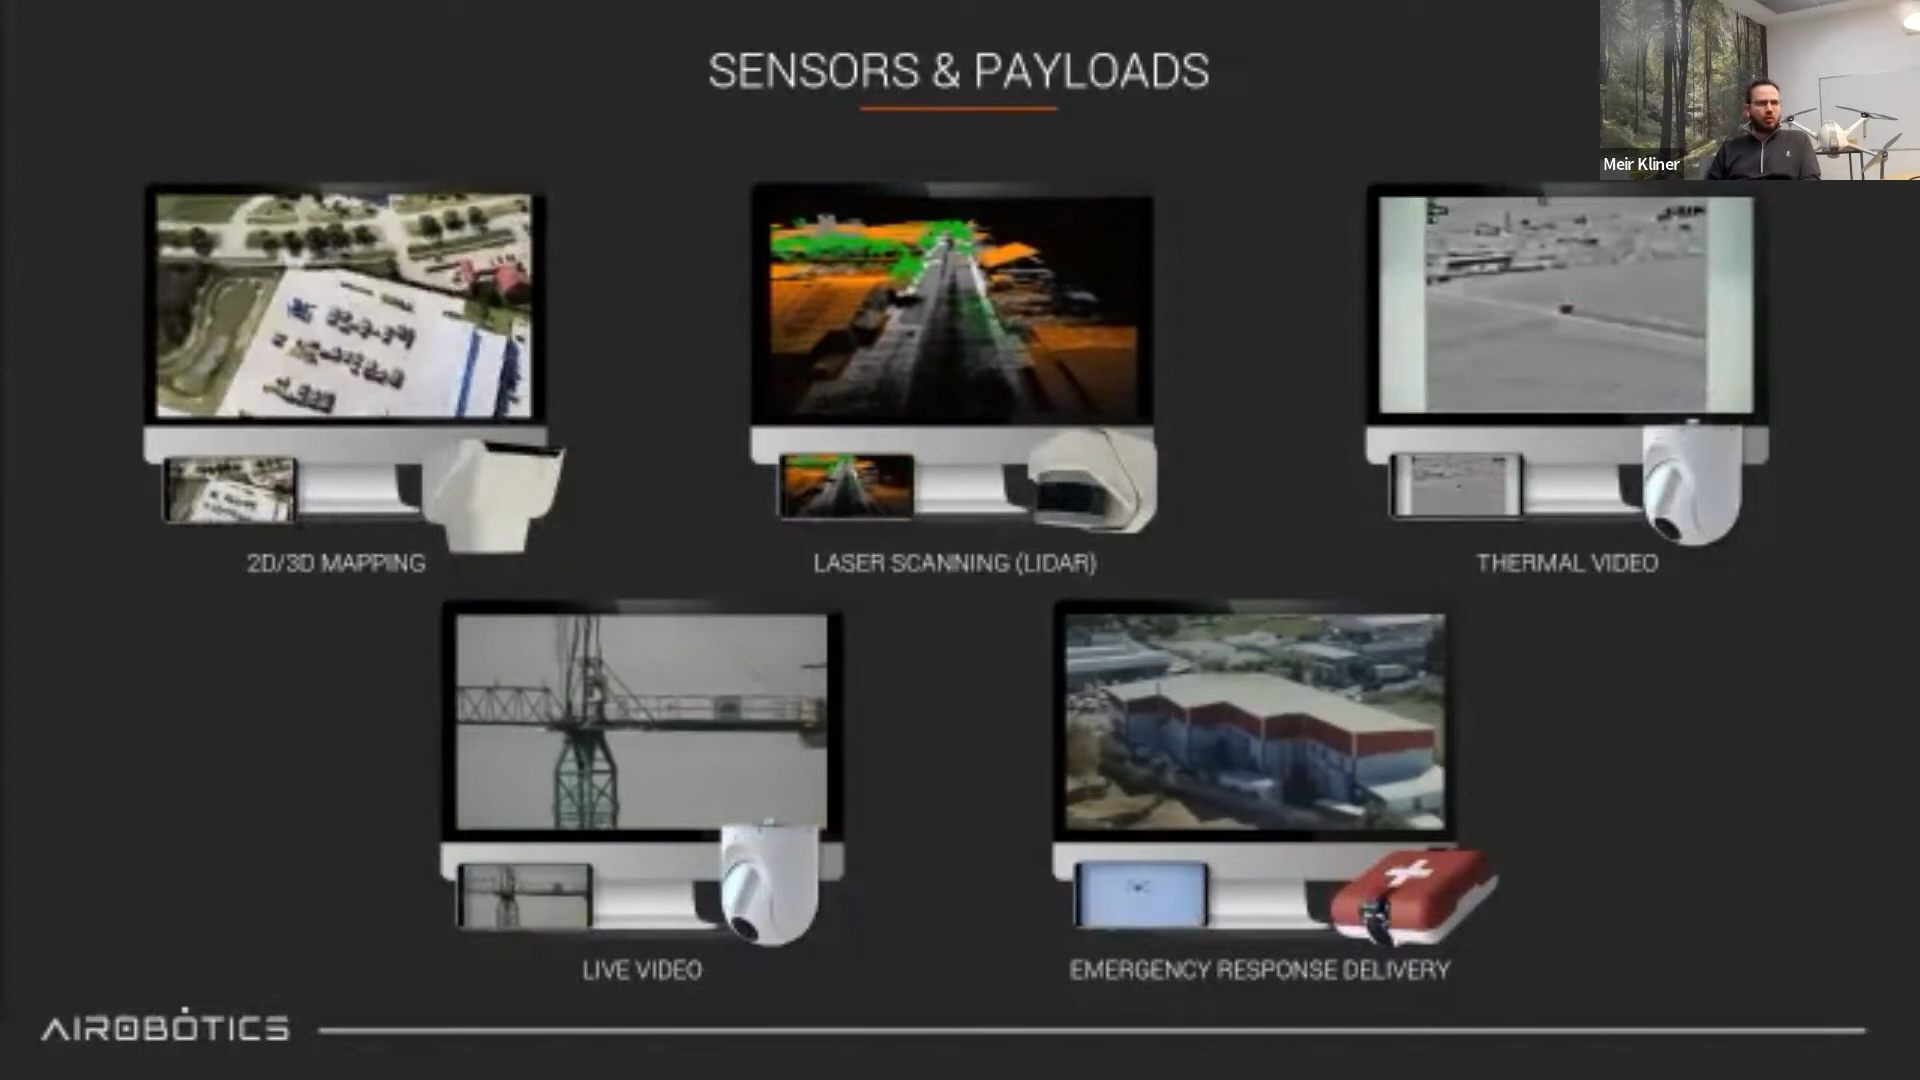 SENSORS & PAYLOADS
Meir Kliner
2D/3D MAPPING
LASER SCANNING (LIDAR)
THERMAL VIDEO
LIVE VIDEO
EMERGENCY RESPONSE DELIVERY
AIROBOTICS